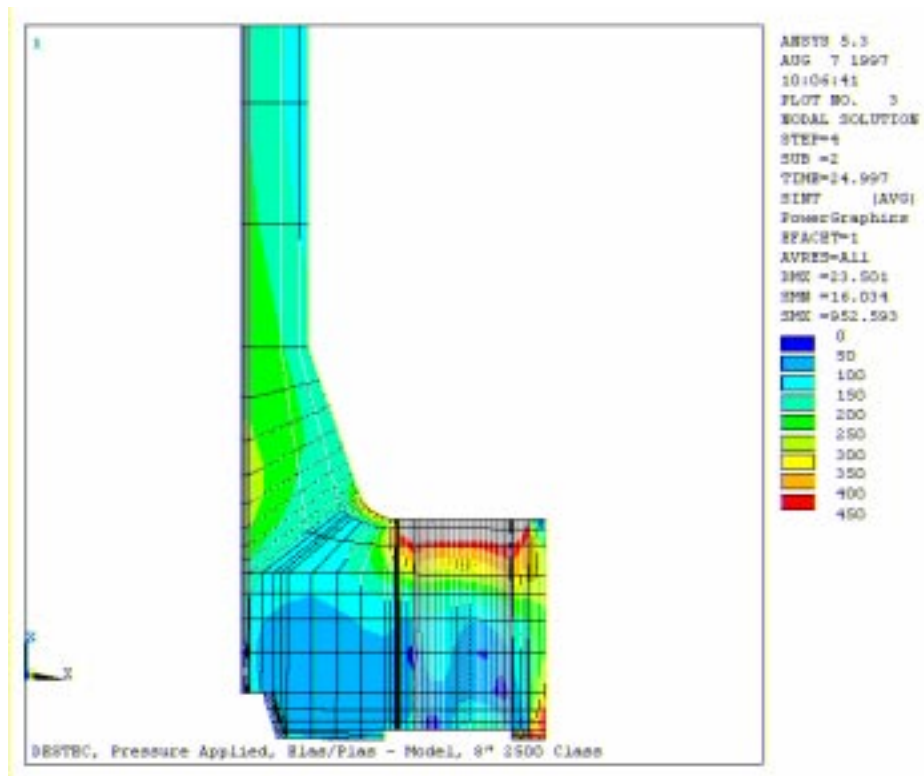 1
ANSYS 5.3
AUG 7 1997
10:06:41
PLOT NO. 3
NODAL SOLUTION
STEP=4
SUB =2
TIME=24.997
SINT (AVG)
PowerGraphics
EFACET=1
AVRES=All
DMX =23.501
SMN =16.034
SMX =952.593
0
50
100
150
200
250
300
350
400
450
Z
X
DESTEC, Pressure Applied, Elas/Plas - Model, 8" 2500 Class